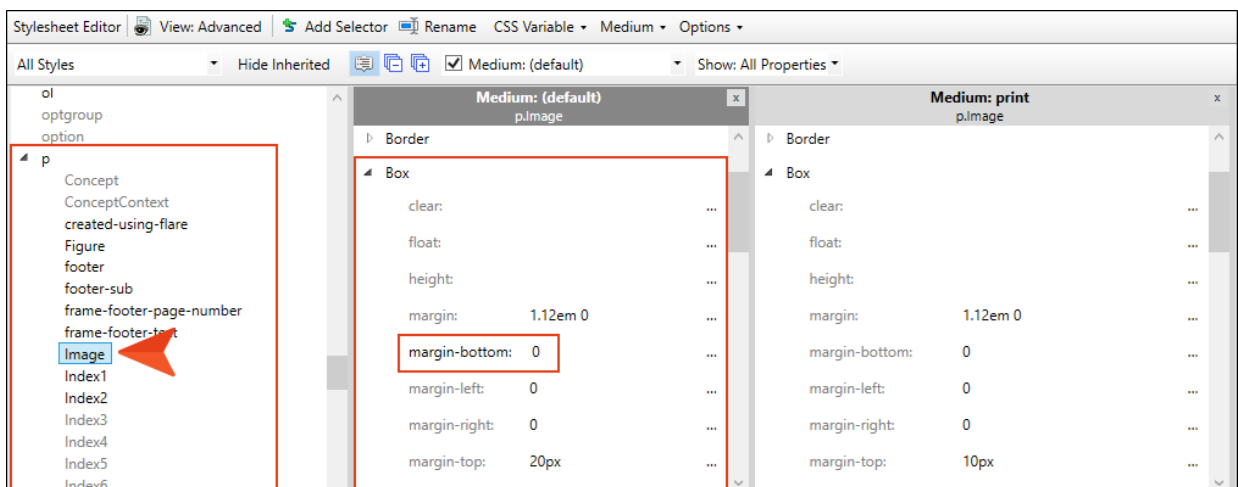 Stylesheet Editor View: Advanced Add Selector Rename CSS Variable Medium Options
All Styles Hide Inherited Medium: (default) Show: All Properties
ol
optgroup
option
p
Concept
ConceptContext
created-using-flare
Figure
footer
footer-sub
frame-footer-page-number
frame-footer-text
Image
Index1
Index2
Index3
Index4
Index5
Index6
Medium: (default) x
p.Image
Border
Box
clear: ...
float: ...
height: ...
margin: 1.12em 0 ...
margin-bottom: 0 ...
margin-left: 0 ...
margin-right: 0 ...
margin-top: 20px ...
Medium: print x
p.Image
Border
Box
clear: ...
float: ...
height: ...
margin: 1.12em 0 ...
margin-bottom: 0 ...
margin-left: 0 ...
margin-right: 0 ...
margin-top: 10px ...